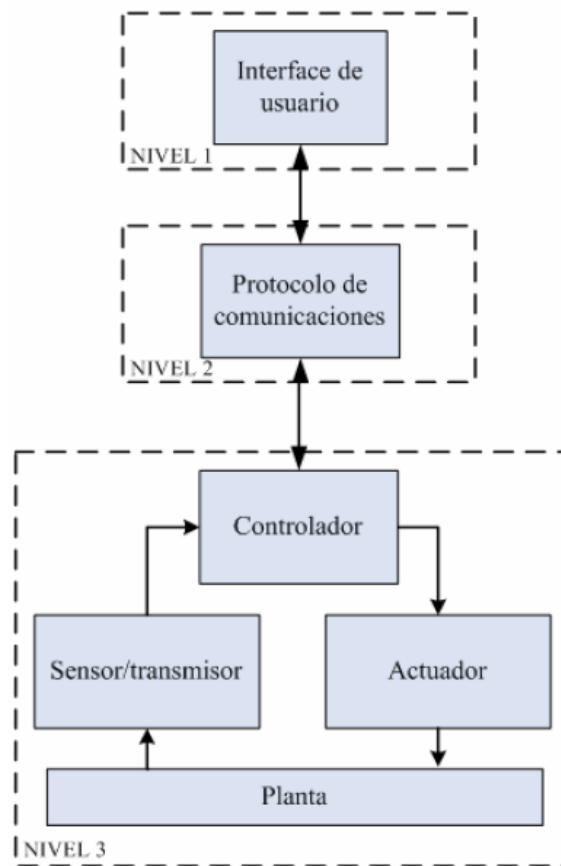 Interface de
usuario
NIVEL 1
Protocolo de
comunicaciones
NIVEL 2
Controlador
Sensor/transmisor
Actuador
Planta
NIVEL 3